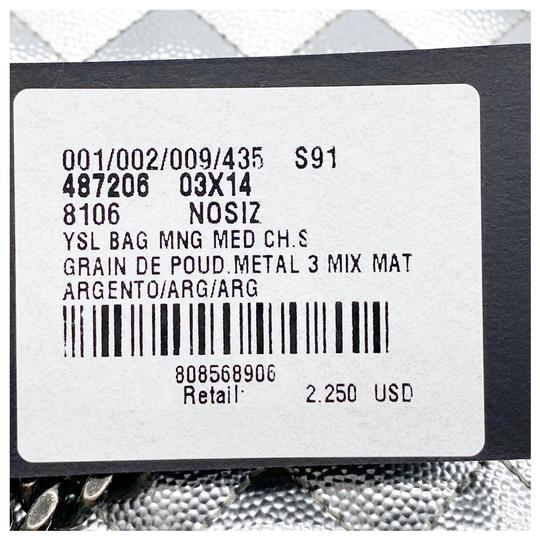 001/002/009/435 S91
487206 03X14
8106 NOSIZ
YSL BAG MNG MED CH.S
GRAIN DE POUD.METAL 3 MIX MAT
ARGENTO/ARG/ARG
808568906
Retail: 2.250 USD